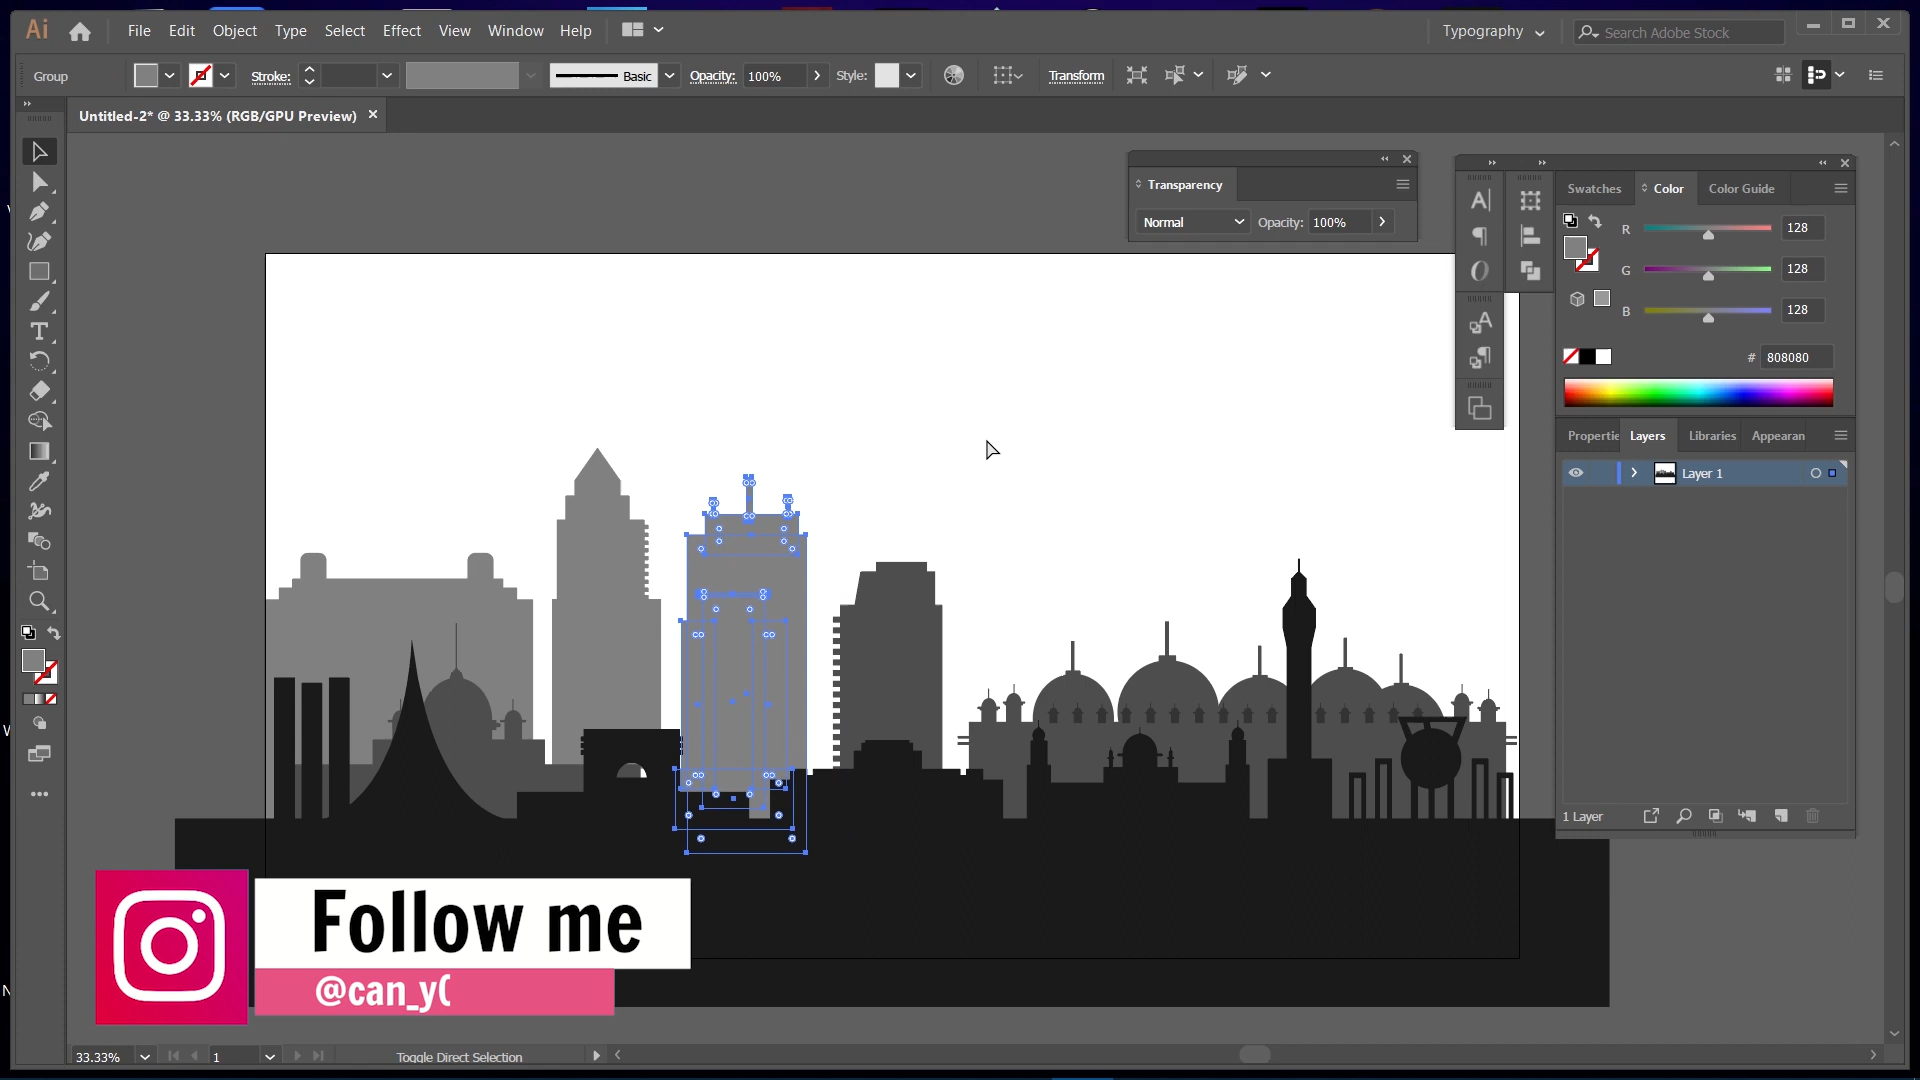 Ai File Edit Object Type Select Effect View Window Help Typography Search Adobe Stock
Group Stroke: Basic Opacity: 100% Style: Transform
Untitled-2* @ 33.33% (RGB/GPU Preview)
Transparency
Normal Opacity: 100%
Swatches Color Color Guide
R 128
G 128
B 128
# 808080
Propertie Layers Libraries Appearan
Layer 1
1 Layer
Follow me
@can_y(
33.33% 1 Toggle Direct Selection